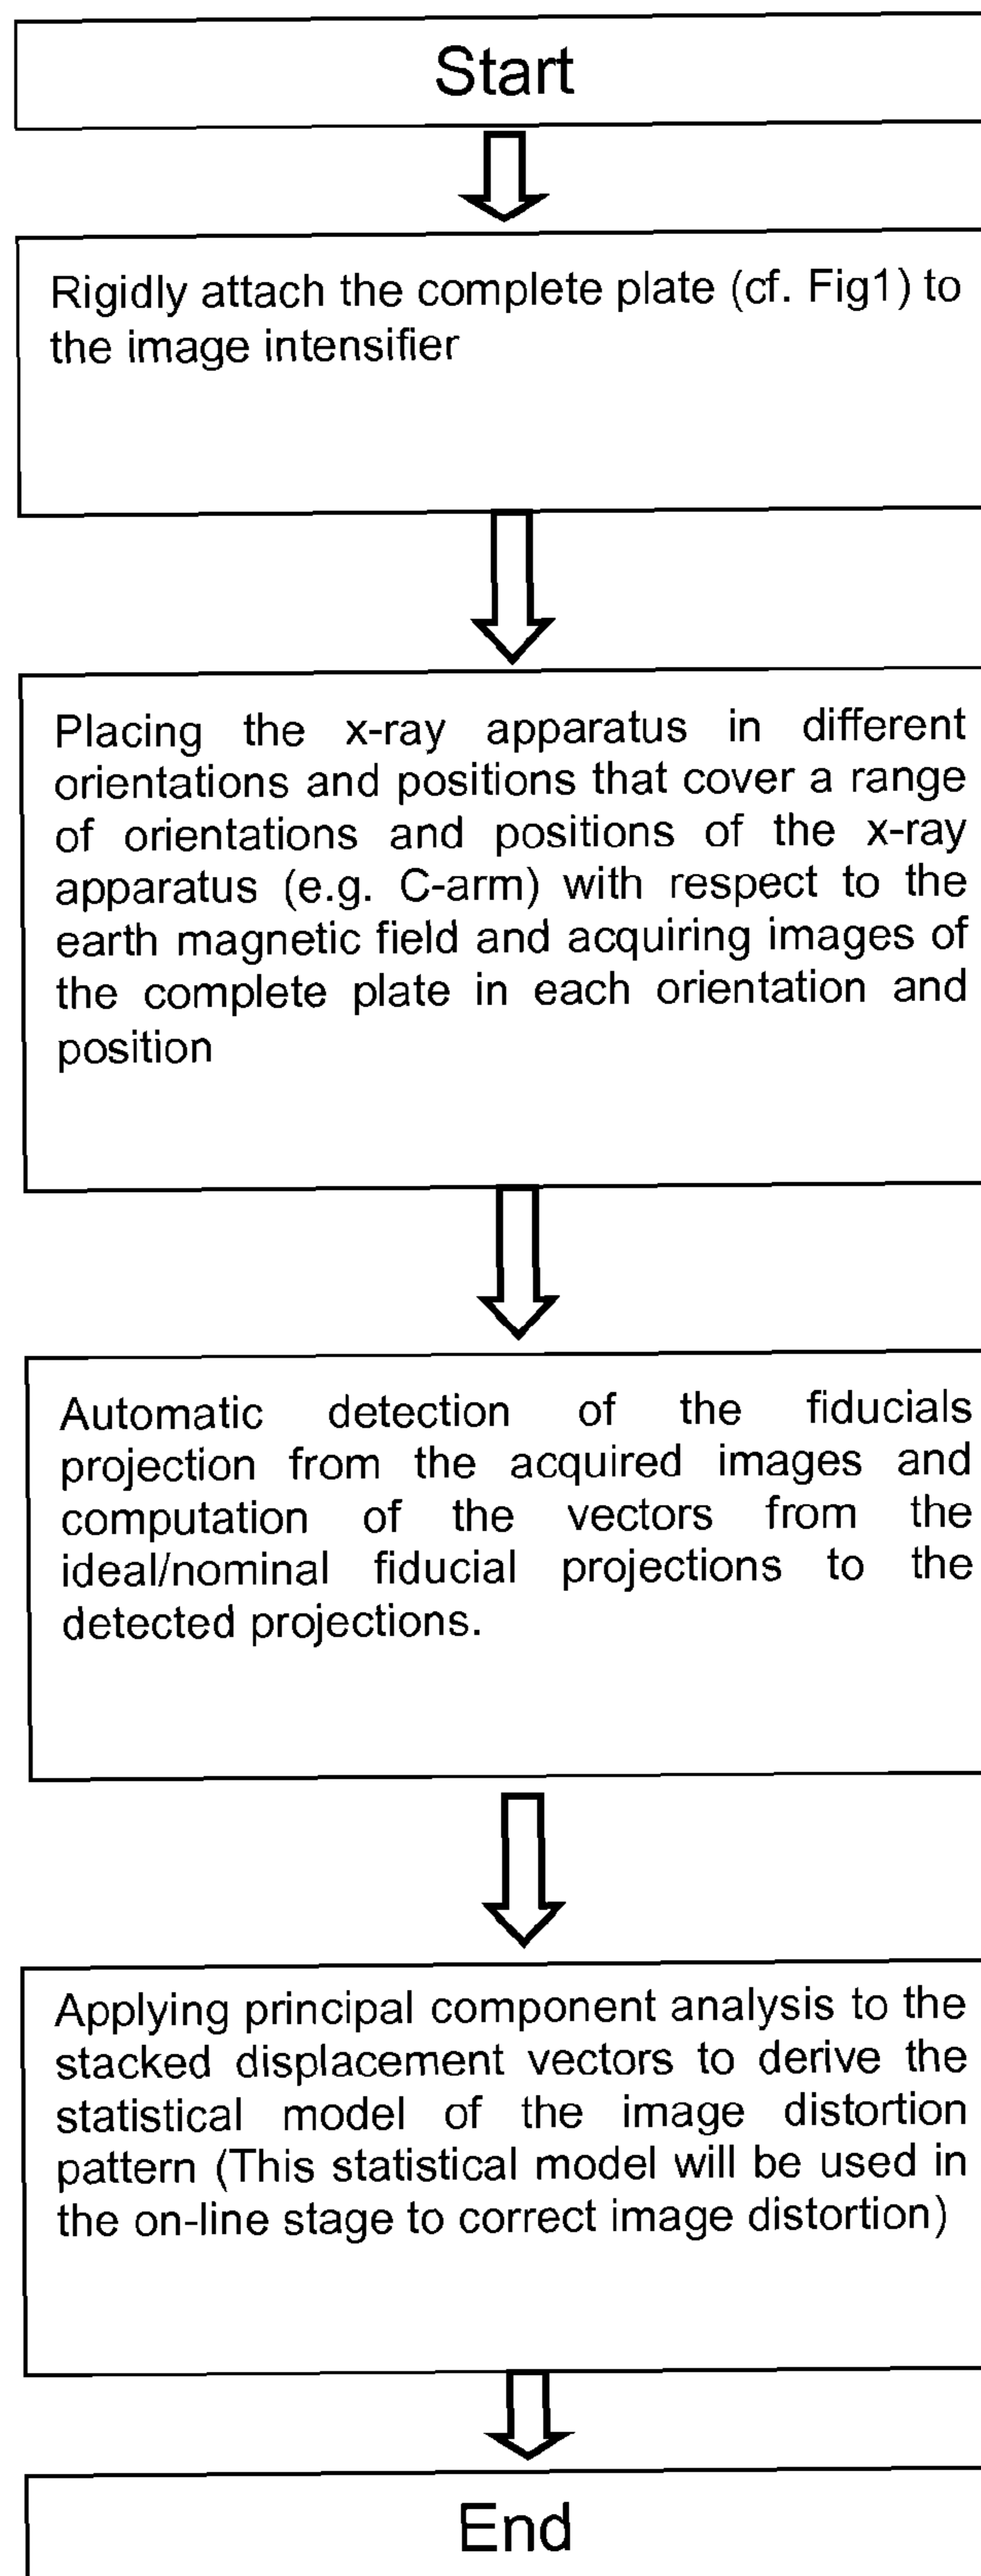 Start
Rigidly attach the complete plate (cf. Fig1) to
the image intensifier
Placing the x-ray apparatus in different
orientations and positions that cover a range
of orientations and positions of the x-ray
apparatus (e.g. C-arm) with respect to the
earth magnetic field and acquiring images of
the complete plate in each orientation and
position
Automatic detection of the fiducials
projection from the acquired images and
computation of the vectors from the
ideal/nominal fiducial projections to the
detected projections.
Applying principal component analysis to the
stacked displacement vectors to derive the
statistical model of the image distortion
pattern (This statistical model will be used in
the on-line stage to correct image distortion)
End